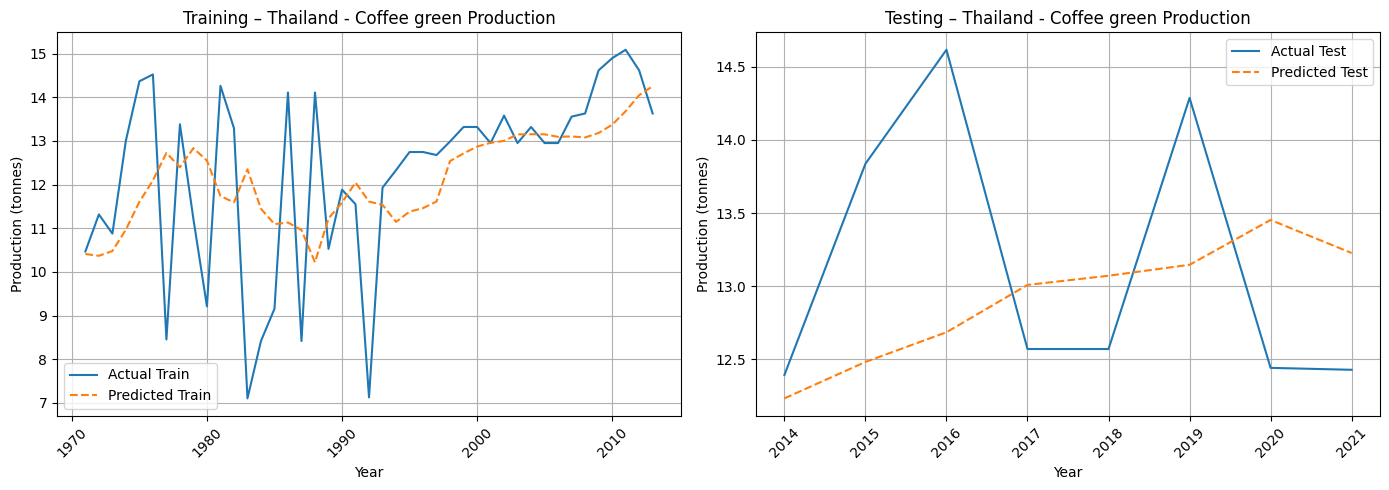 Training – Thailand - Coffee green Production
Production (tonnes)
15
14
13
12
11
10
9
8
7
Actual Train
Predicted Train
1970
1980
1990
2000
2010
Year
Testing – Thailand - Coffee green Production
Production (tonnes)
14.5
14.0
13.5
13.0
12.5
Actual Test
Predicted Test
2014
2015
2016
2017
2018
2019
2020
2021
Year